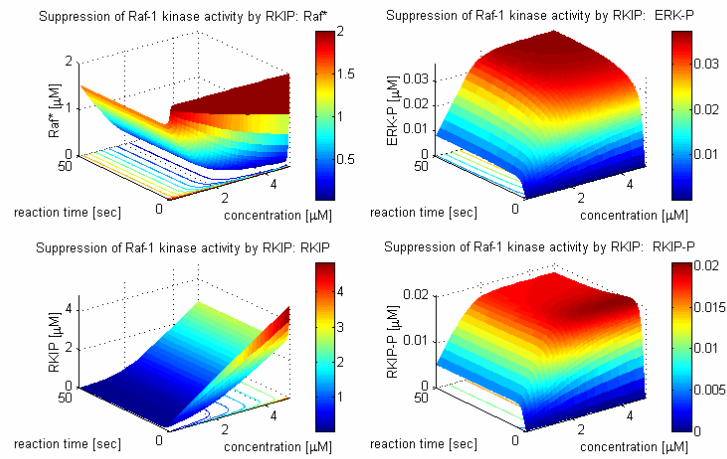 Suppression of Raf-1 kinase activity by RKIP: Raf*
2
1
0
50
Raf* [µM]
reaction time [sec]
0
2
4
concentration [µM]
2
1.5
1
0.5
Suppression of Raf-1 kinase activity by RKIP: ERK-P
0.03
0.02
0.01
0
50
ERK-P [µM]
reaction time [sec]
0
2
4
concentration [µM]
0.03
0.02
0.01
Suppression of Raf-1 kinase activity by RKIP: RKIP
4
2
0
50
RKIP [µM]
reaction time [sec]
0
2
4
concentration [µM]
4
3
2
1
Suppression of Raf-1 kinase activity by RKIP: RKIP-P
0.02
0.01
0
50
RKIP-P [µM]
reaction time [sec]
0
2
4
concentration [µM]
0.02
0.015
0.01
0.005
0